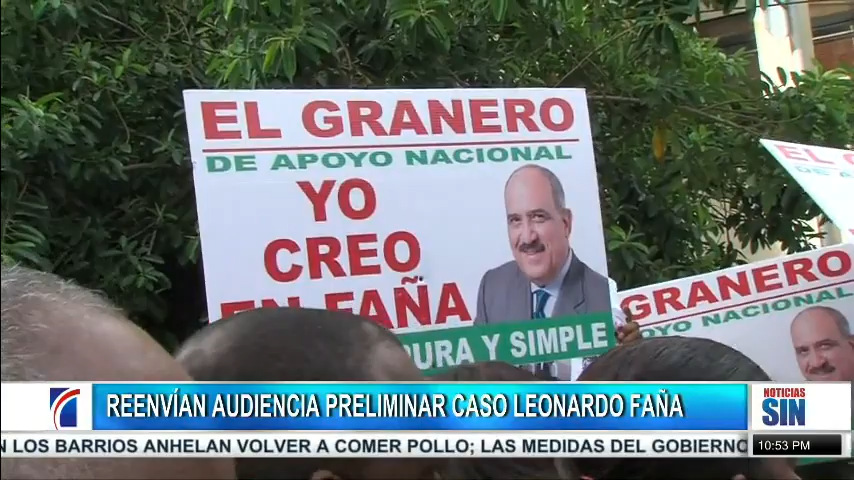 EL GRANERO
DE APOYO NACIONAL
YO
CREO
EN FAÑA
PURA Y SIMPLE
EL G
GRANERO
APOYO NACIONAL
REENVÍAN AUDIENCIA PRELIMINAR CASO LEONARDO FAÑA
NOTICIAS
SIN
N LOS BARRIOS ANHELAN VOLVER A COMER POLLO; LAS MEDIDAS DEL GOBIERNO
10:53 PM